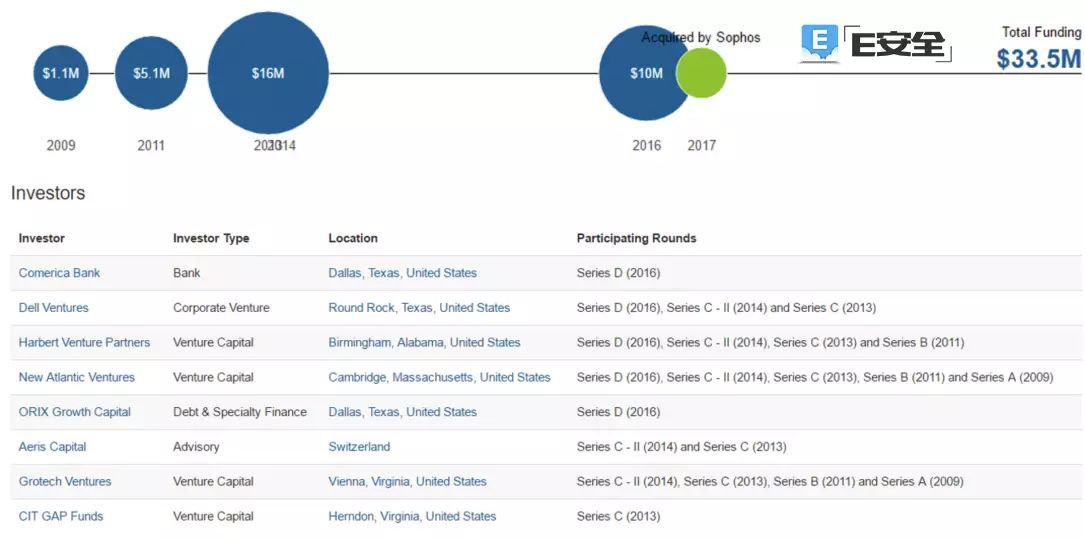 Acquired by Sophos
E E安全
Total Funding
$33.5M
$1.1M $5.1M $16M $10M
2009 2011 2014 2016 2017
Investors
Investor Investor Type Location Participating Rounds
Comerica Bank Bank Dallas, Texas, United States Series D (2016)
Dell Ventures Corporate Venture Round Rock, Texas, United States Series D (2016), Series C - II (2014) and Series C (2013)
Harbert Venture Partners Venture Capital Birmingham, Alabama, United States Series D (2016), Series C - II (2014), Series C (2013) and Series B (2011)
New Atlantic Ventures Venture Capital Cambridge, Massachusetts, United States Series D (2016), Series C - II (2014), Series C (2013), Series B (2011) and Series A (2009)
ORIX Growth Capital Debt & Specialty Finance Dallas, Texas, United States Series D (2016)
Aeris Capital Advisory Switzerland Series C - II (2014) and Series C (2013)
Grotech Ventures Venture Capital Vienna, Virginia, United States Series C - II (2014), Series C (2013), Series B (2011) and Series A (2009)
CIT GAP Funds Venture Capital Herndon, Virginia, United States Series C (2013)